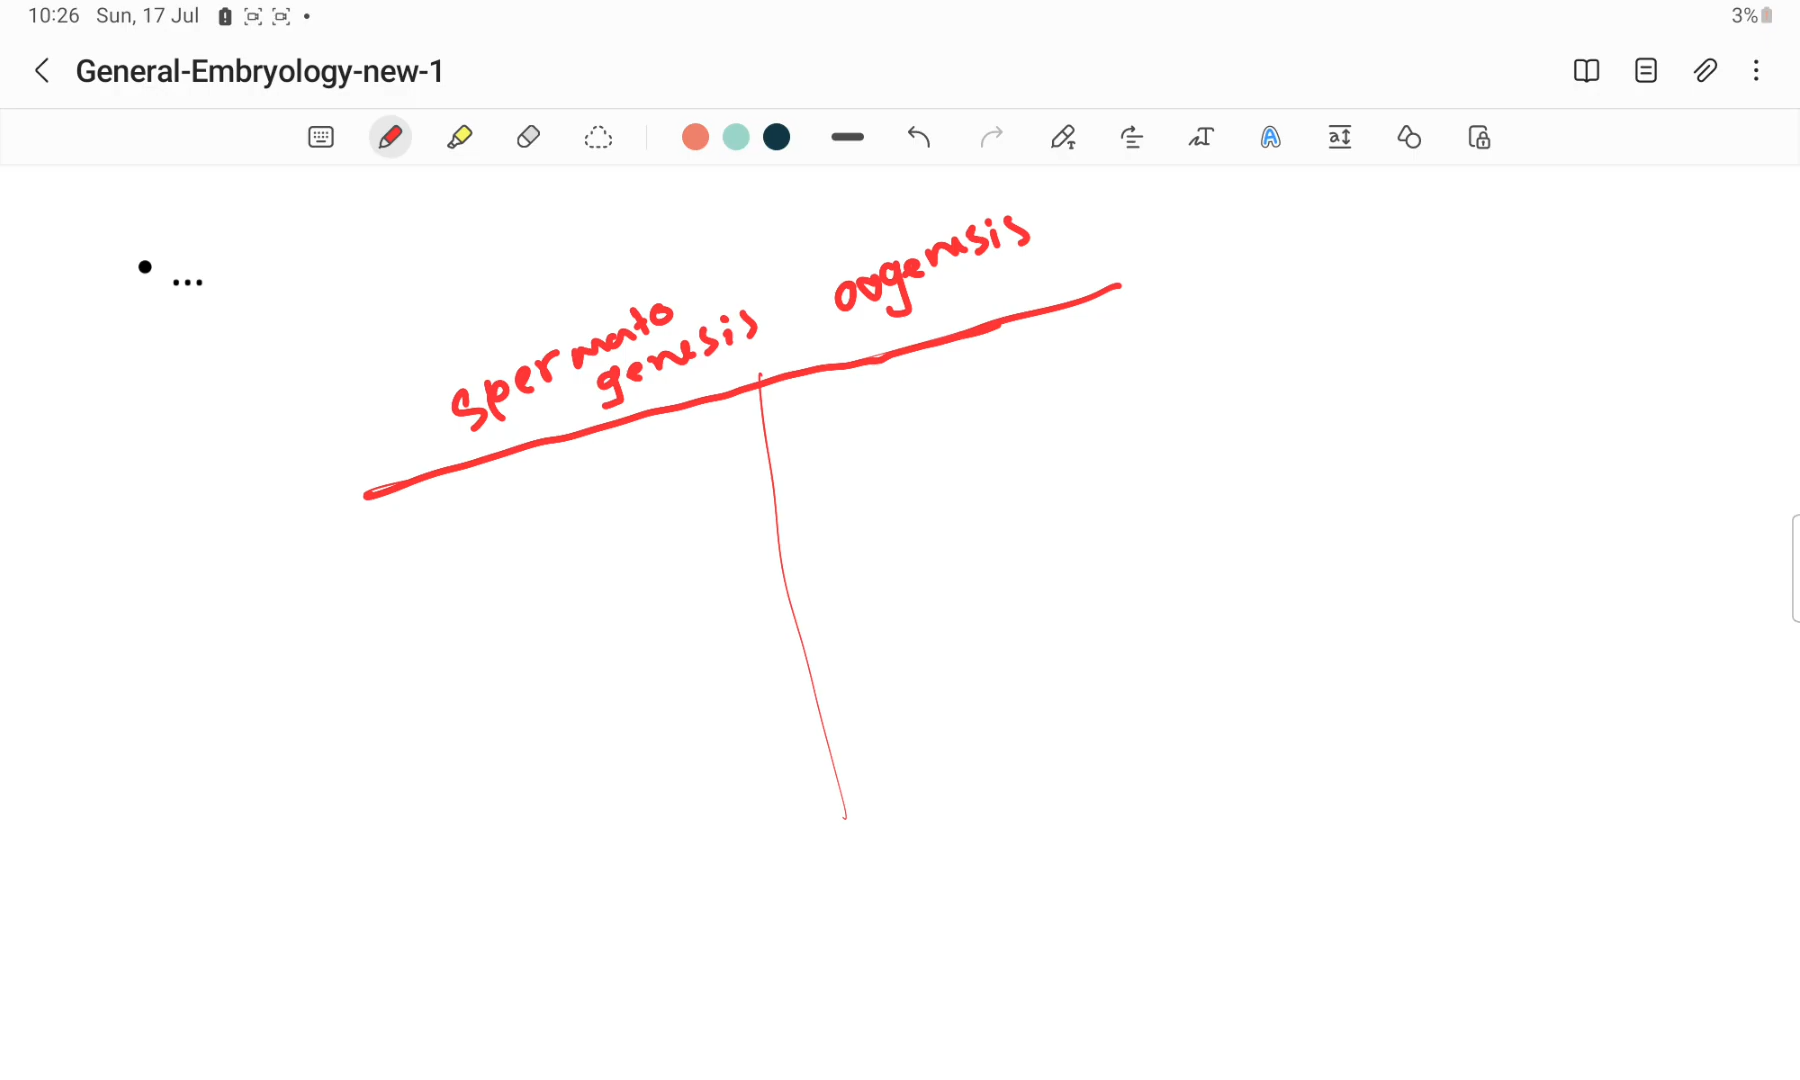 10:26 Sun, 17 Jul
3%
General-Embryology-new-1
• ...
spermato
genesis
oogenesis